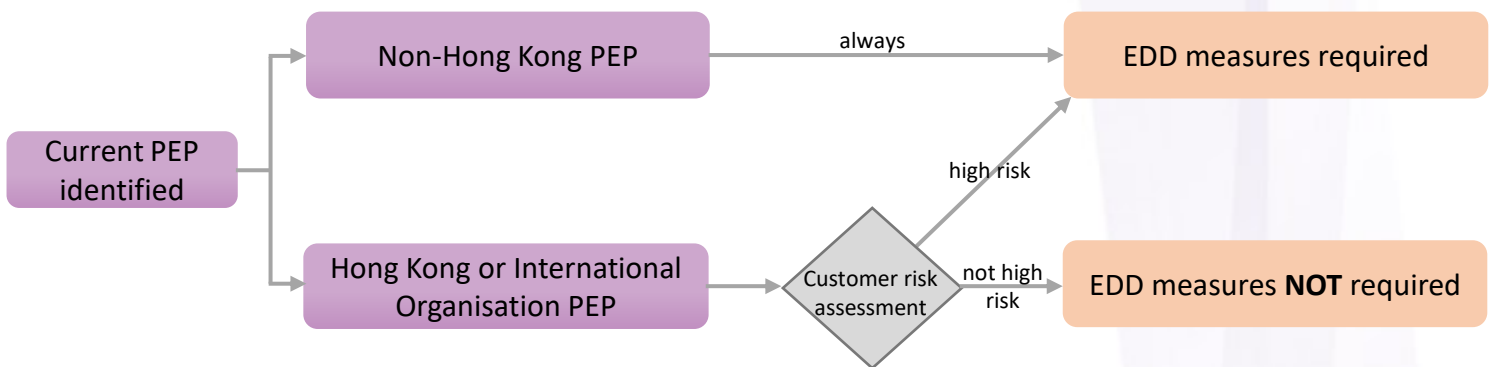 Current PEP
identified
Non-Hong Kong PEP
always
EDD measures required
Hong Kong or International
Organisation PEP
Customer risk
assessment
high risk
not high
risk
EDD measures NOT required